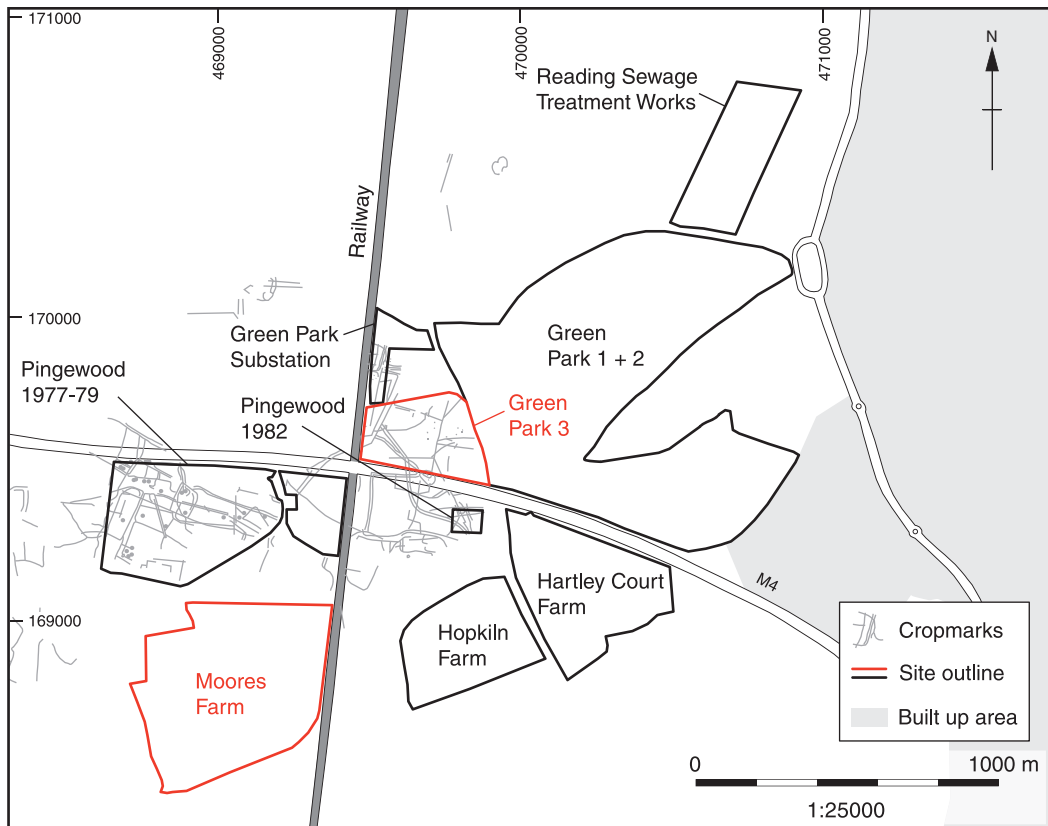 171000
469000
470000
471000
N
Reading Sewage
Treatment Works
Railway
170000
Green Park
Substation
Green
Park 1 + 2
Pingewood
1977-79
Pingewood
1982
Green
Park 3
M4
Hartley Court
Farm
169000
Hopkiln
Farm
Moores
Farm
Cropmarks
Site outline
Built up area
0
1000 m
1:25000